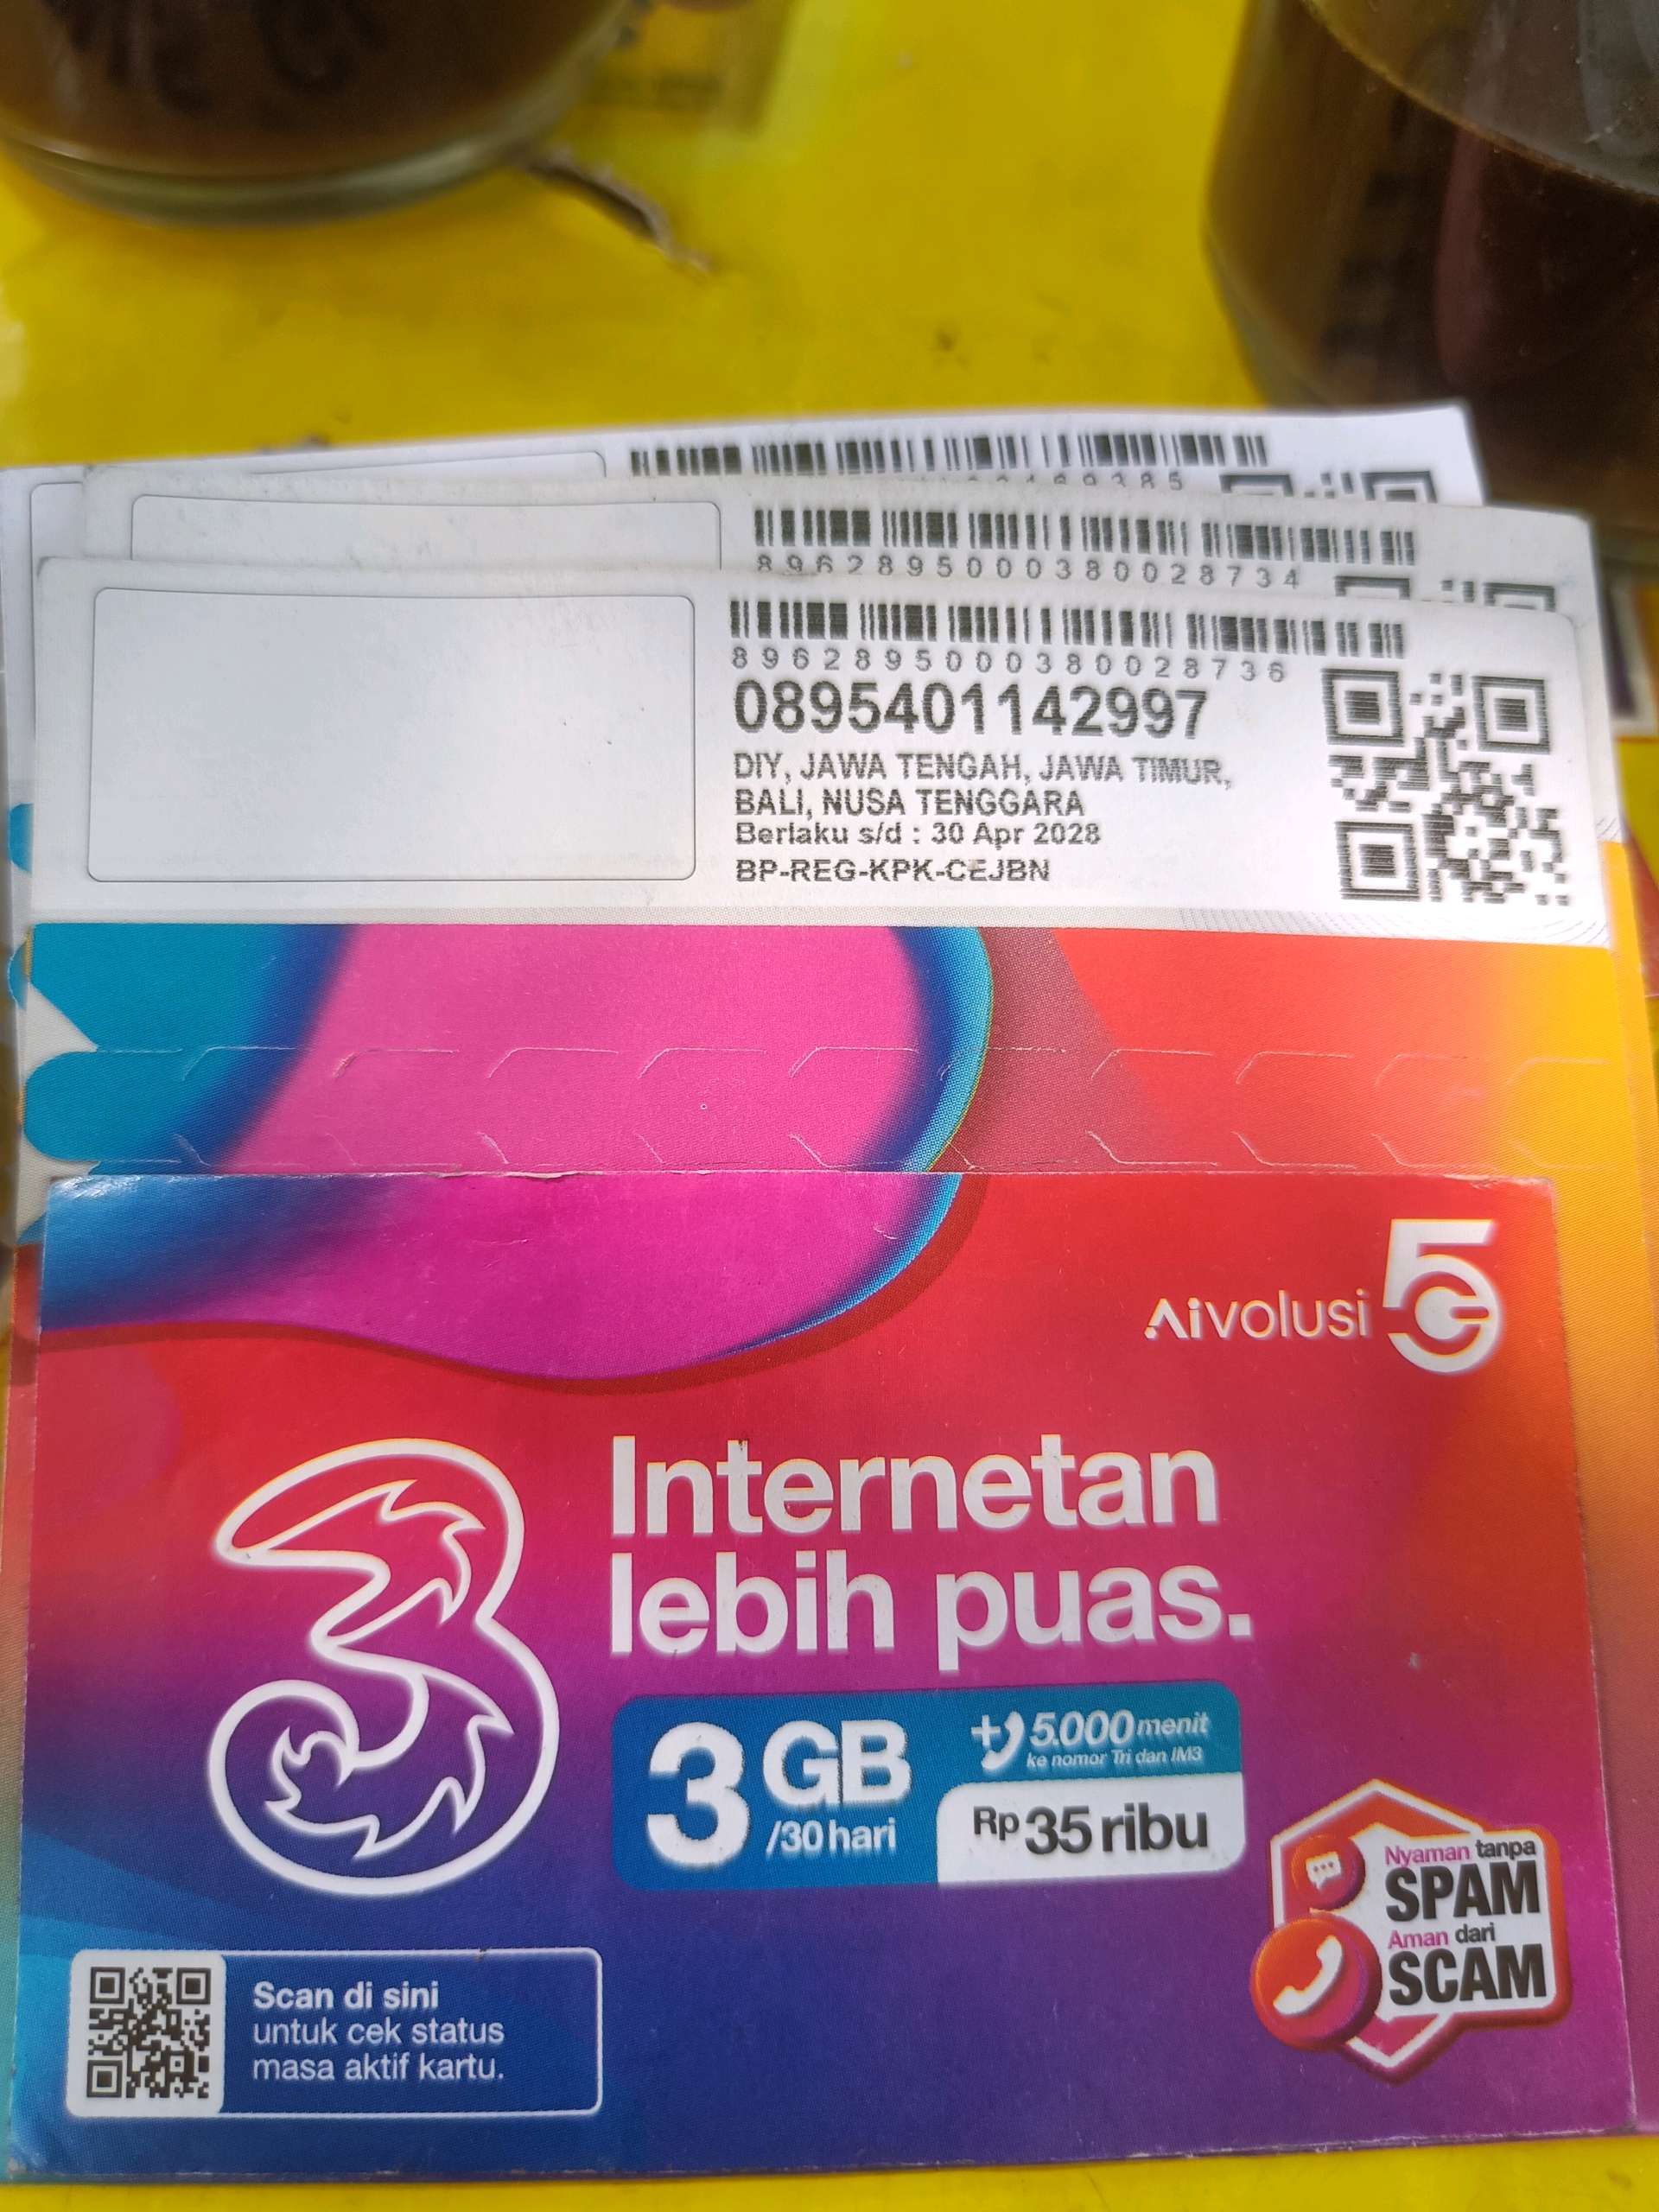 8962895000380028734
8962895000380028736
0895401142997
DIY, JAWA TENGAH, JAWA TIMUR,
BALI, NUSA TENGGARA
Berlaku s/d : 30 Apr 2028
BP-REG-KPK-CEJBN
Aivolusi 5G
3
Internetan
lebih puas.
3 GB
/30 hari
+ 5.000 menit
ke nomor Tri dan IM3
Rp 35 ribu
Nyaman tanpa
SPAM
Aman dari
SCAM
Scan di sini
untuk cek status
masa aktif kartu.